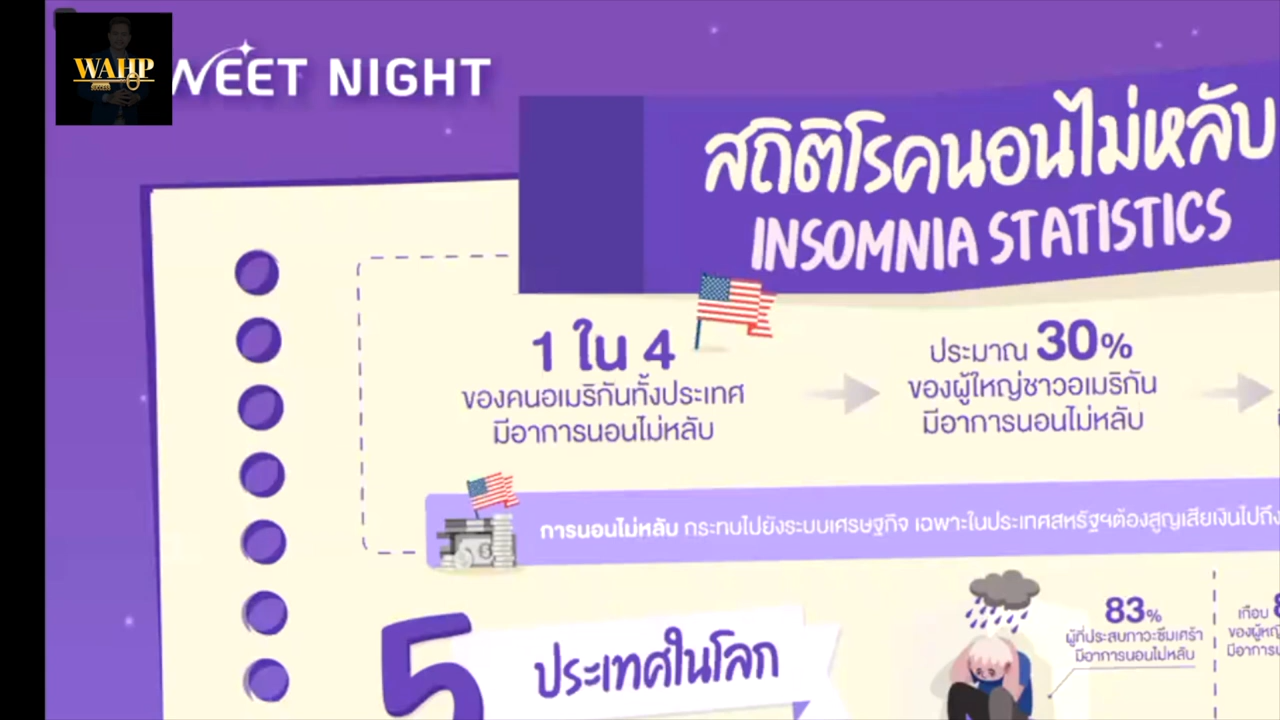 WAHP
WEET NIGHT
สถิติโรคนอนไม่หลับ
INSOMNIA STATISTICS
1 ใน 4
ของคนอเมริกันทั้งประเทศ
มีอาการนอนไม่หลับ
ประมาณ 30%
ของผู้ใหญ่ชาวอเมริกัน
มีอาการนอนไม่หลับ
การนอนไม่หลับ กระทบไปยังระบบเศรษฐกิจ เฉพาะในประเทศสหรัฐฯต้องสูญเสียเงินไปถึง
5
ประเทศในโลก
83%
ผู้ที่ประสบภาวะซึมเศร้า
มีอาการนอนไม่หลับ
เกือบ